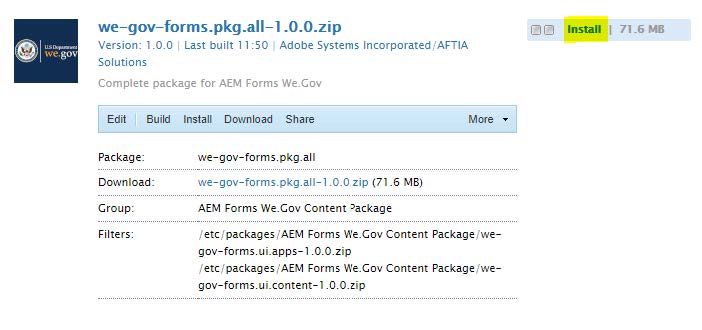 U.S Department
we.gov
we-gov-forms.pkg.all-1.0.0.zip
Install | 71.6 MB
Version: 1.0.0 | Last built 11:50 | Adobe Systems Incorporated/AFTIA
Solutions
Complete package for AEM Forms We.Gov
Edit Build Install Download Share More
Package: we-gov-forms.pkg.all
Download: we-gov-forms.pkg.all-1.0.0.zip (71.6 MB)
Group: AEM Forms We.Gov Content Package
Filters: /etc/packages/AEM Forms We.Gov Content Package/we-
gov-forms.ui.apps-1.0.0.zip
/etc/packages/AEM Forms We.Gov Content Package/we-
gov-forms.ui.content-1.0.0.zip